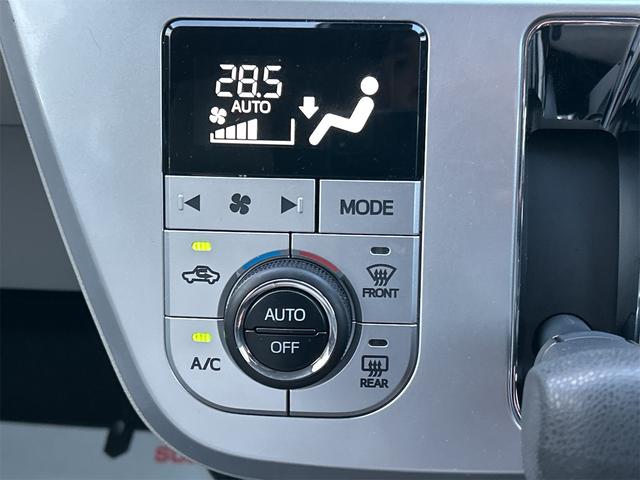 28.5
AUTO
MODE
FRONT
AUTO
OFF
A/C
REAR